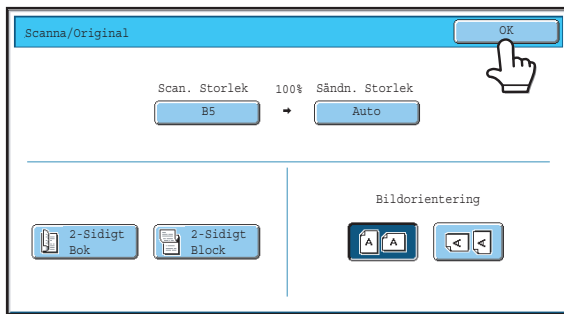 Scanna/Original
OK
Scan. Storlek 100% Sändn. Storlek
B5 → Auto
Bildorientering
2-Sidigt Bok
2-Sidigt Block
A A A A